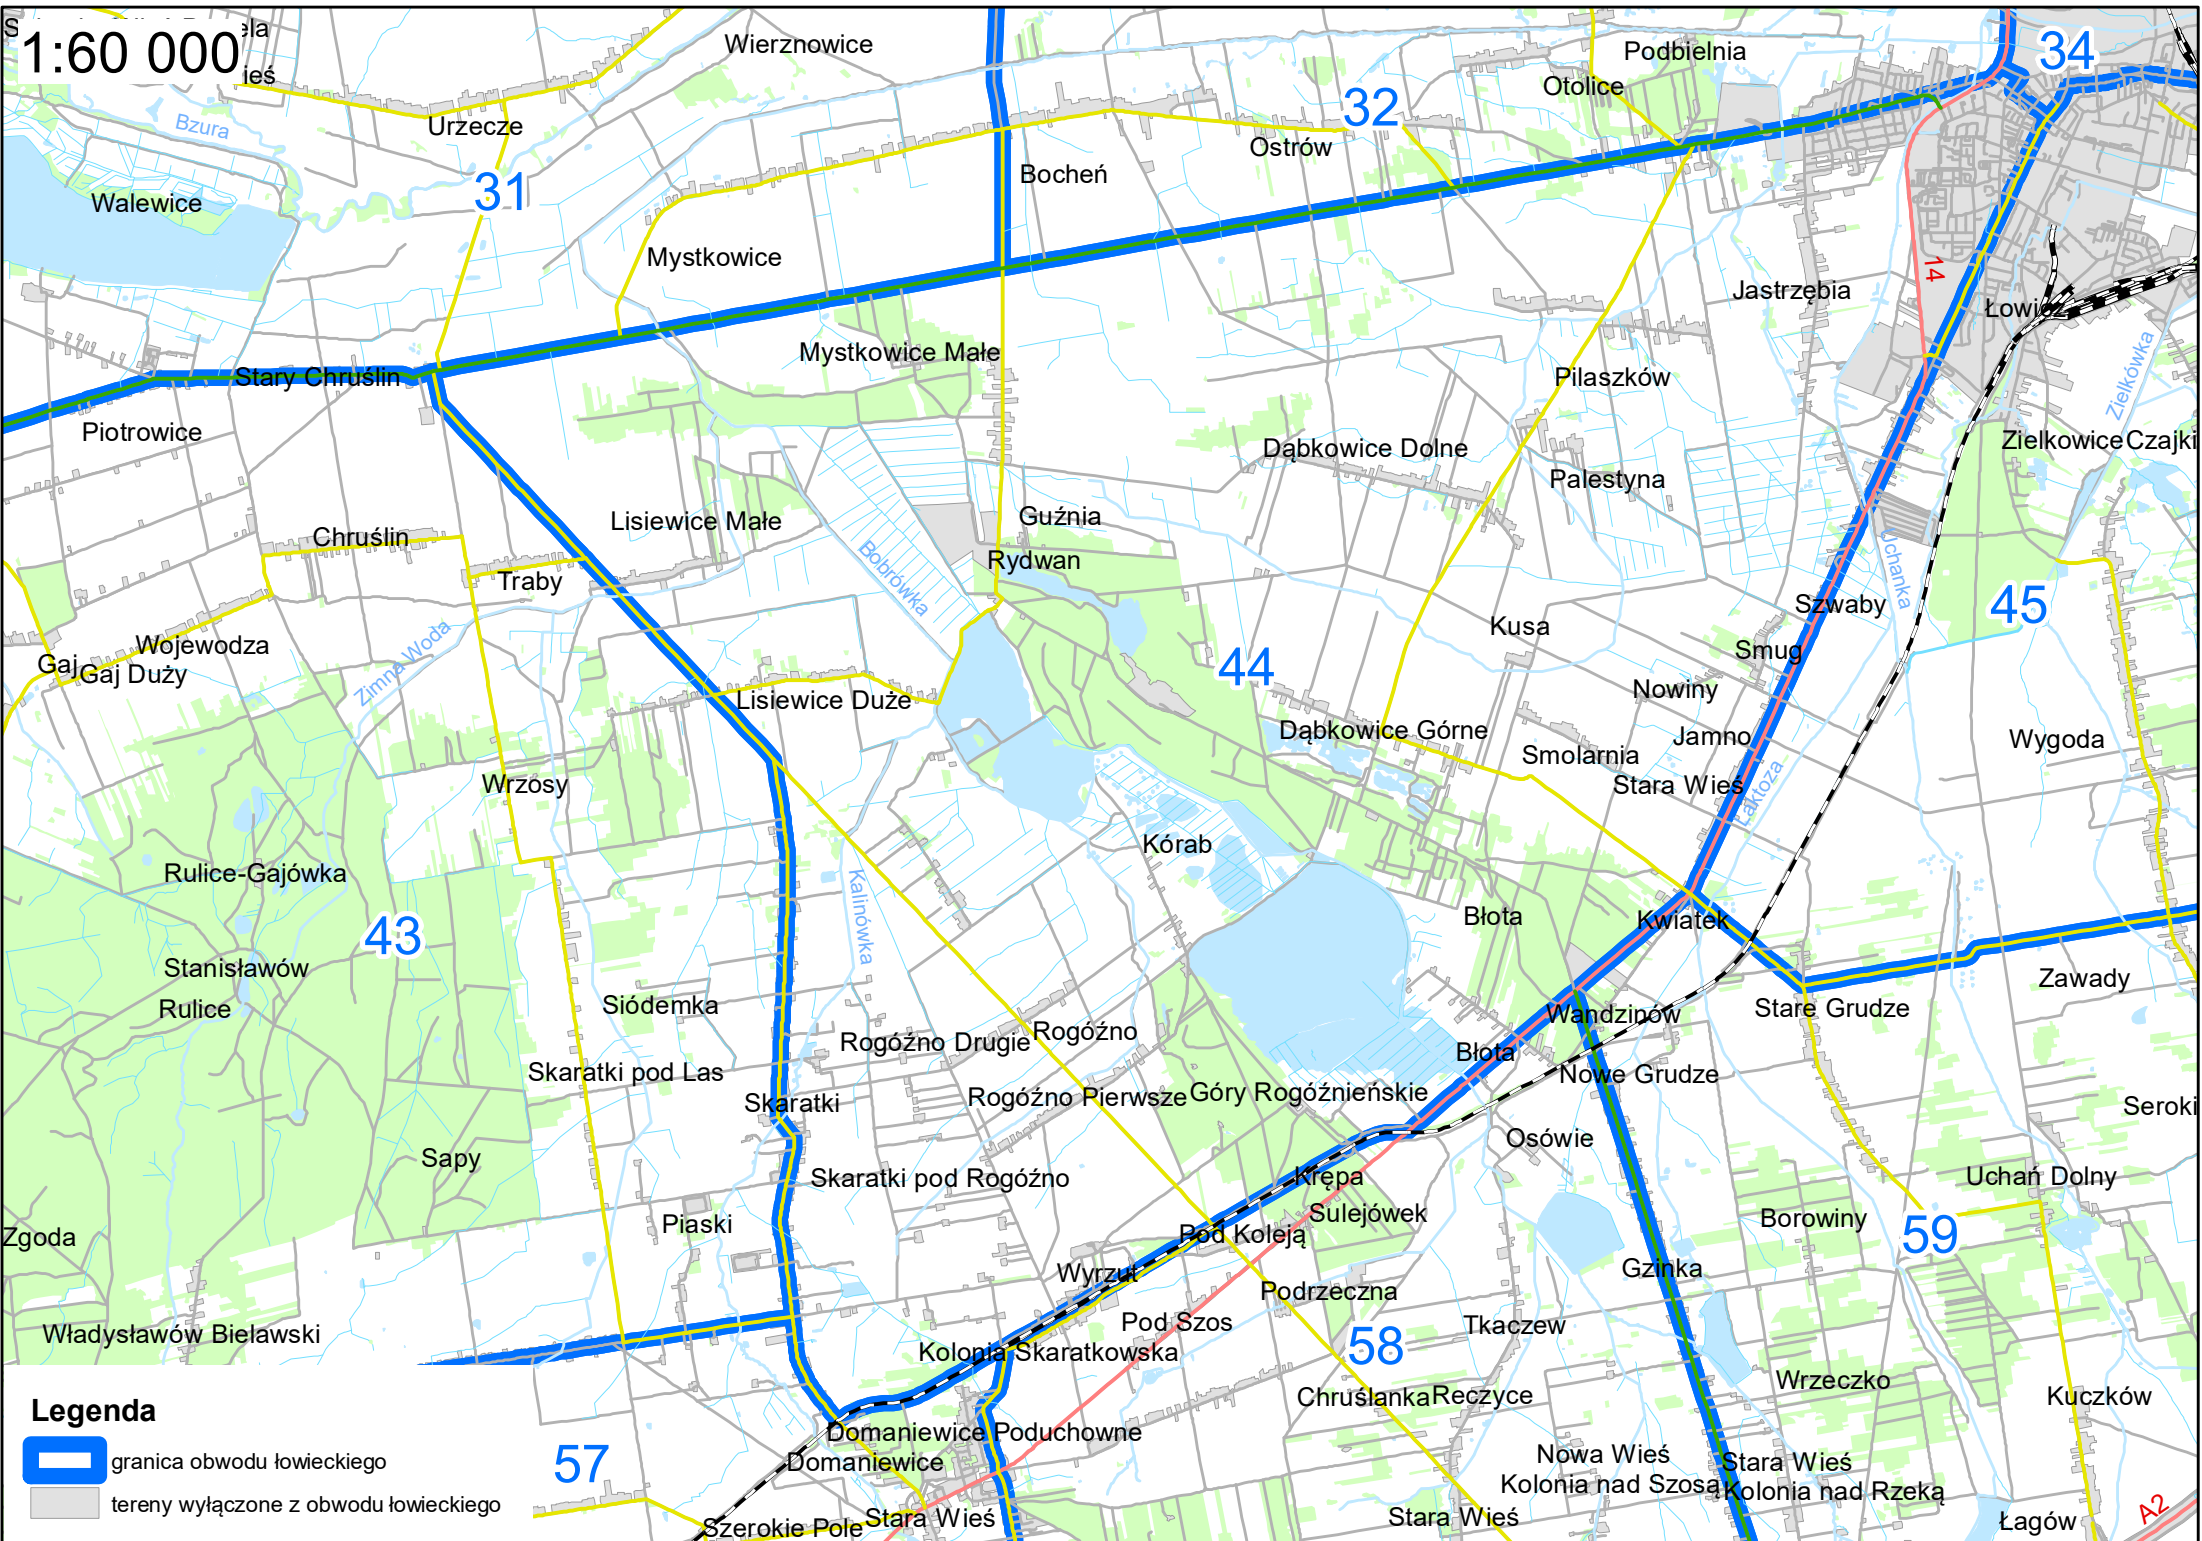 1:60 000
ela
ieś
Wierznowice
Podbielnia
34
Otolice
32
Urzecze
Bzura
Ostrów
Bocheń
31
Walewice
Mystkowice
14
Jastrzębia
Łowicz
Mystkowice Małe
Stary Chruślin
Pilaszków
Zielkówka
Piotrowice
Dąbkowice Dolne
Zielkowice
Czajki
Palestyna
Guźnia
Lisiewice Małe
Chruślin
Rydwan
Bobrówka
Uchanka
Traby
Szwaby
45
Kusa
Wojewodza
Zimna Woda
Smug
Gaj
Gaj Duży
44
Nowiny
Lisiewice Duże
Dąbkowice Górne
Jamno
Wygoda
Smolarnia
Wrzosy
Stara Wieś
Łaktoza
Kórab
Rulice-Gajówka
Kalinówka
Błota
Kwiatek
43
Stanisławów
Zawady
Rulice
Siódemka
Wandzinów
Stare Grudze
Rogóźno Drugie
Rogóźno
Błota
Skaratki pod Las
Nowe Grudze
Skaratki
Rogóźno Pierwsze
Góry Rogóźnieńskie
Seroki
Osówie
Sapy
Skaratki pod Rogóźno
Krępa
Uchań Dolny
Piaski
Sulejówek
Borowiny
Zgoda
Pod Koleją
59
Wyrzut
Gzinka
Podrzeczna
Pod Szos
Tkaczew
Władysławów Bielawski
Kolonia Skaratkowska
58
Wrzeczko
Chruślanka
Reczyce
Kuczków
Legenda
Domaniewice Poduchowne
granica obwodu łowieckiego
57
Domaniewice
Nowa Wieś
Stara Wieś
Kolonia nad Szosą
Kolonia nad Rzeką
tereny wyłączone z obwodu łowieckiego
Szerokie Pole
Stara Wieś
Stara Wieś
Łagów
A2